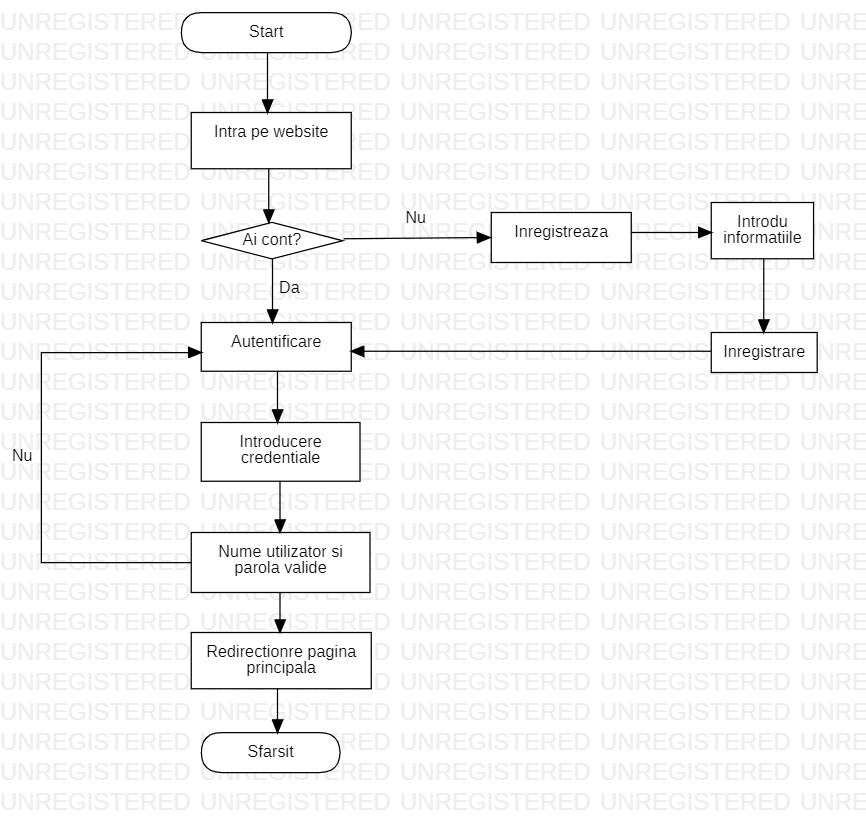 Start
Intra pe website
Ai cont?
Nu
Inregistreaza
Introdu
informatiile
Da
Autentificare
Inregistrare
Introducere
credentiale
Nu
Nume utilizator si
parola valide
Redirectionre pagina
principala
Sfarsit
UNREGISTERED